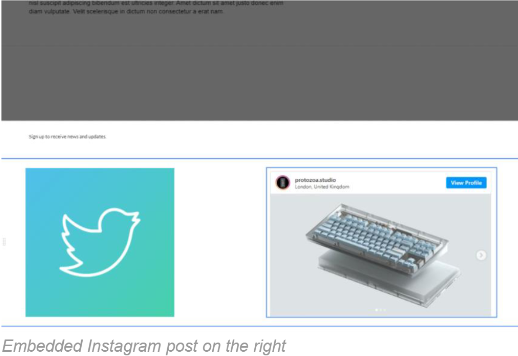 nisl suscipit adipiscing bibendum est ultricies integer. Amet dictum sit amet justo donec enim
diam vulputate. Velit scelerisque in dictum non consectetur a erat nam.
Sign up to receive news and updates.
protozoa.studio
London, United Kingdom
View Profile
Embedded Instagram post on the right